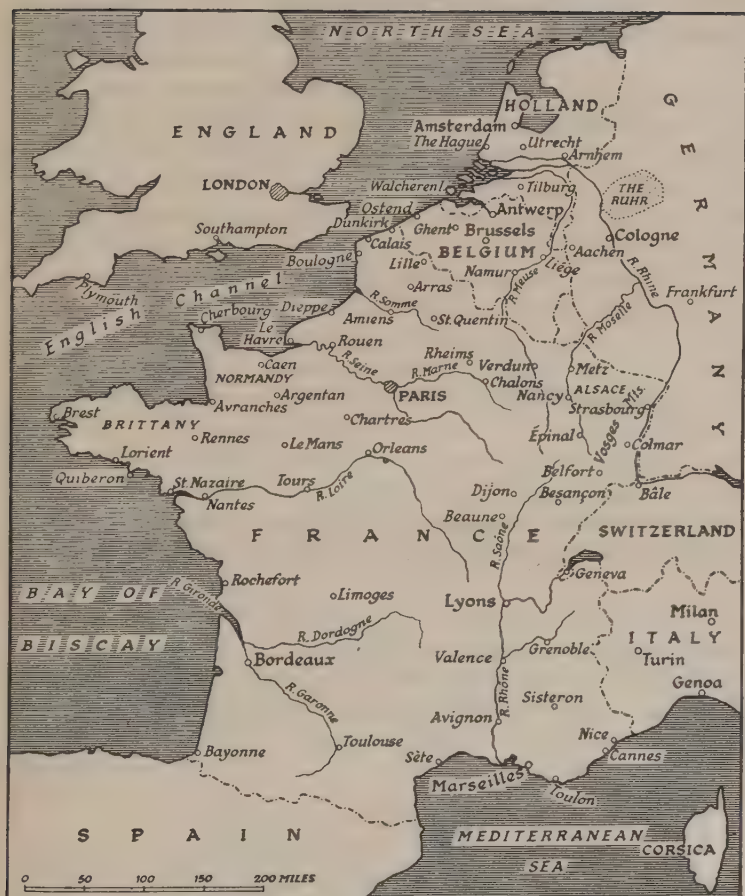 NORTH SEA
HOLLAND
GERMANY
ENGLAND
Amsterdam
The Hague
Utrecht
Arnhem
LONDON
Walcheren
Tilburg
THE
RUHR
Ostend
Antwerp
Southampton
Dunkirk
Ghent
Brussels
Cologne
Calais
BELGIUM
Aachen
Boulogne
Lille
Namur
Liége
R. Rhine
Plymouth
English Channel
Arras
R. Meuse
Frankfurt
Cherbourg
Dieppe
R. Somme
R. Moselle
Le
Havre
Amiens
St. Quentin
Rouen
Caen
R. Seine
Rheims
Verdun
Metz
NORMANDY
R. Marne
Chalons
ALSACE
PARIS
Nancy
Strasbourg
Avranches
Argentan
Brest
BRITTANY
Chartres
Vosges Mts.
Rennes
Le Mans
Orleans
Épinal
Colmar
Lorient
Belfort
Quiberon
St. Nazaire
Tours
R. Loire
Dijon
Besançon
Bâle
Nantes
Beaune
FRANCE
SWITZERLAND
R. Saône
Geneva
Rochefort
BAY OF
BISCAY
R. Gironde
Limoges
Lyons
Milan
R. Dordogne
ITALY
Bordeaux
Valence
Grenoble
Turin
R. Garonne
R. Rhône
Sisteron
Genoa
Avignon
Toulouse
Nice
Bayonne
Sète
Cannes
Marseilles
Toulon
SPAIN
MEDITERRANEAN
SEA
CORSICA
0 50 100 150 200 MILES